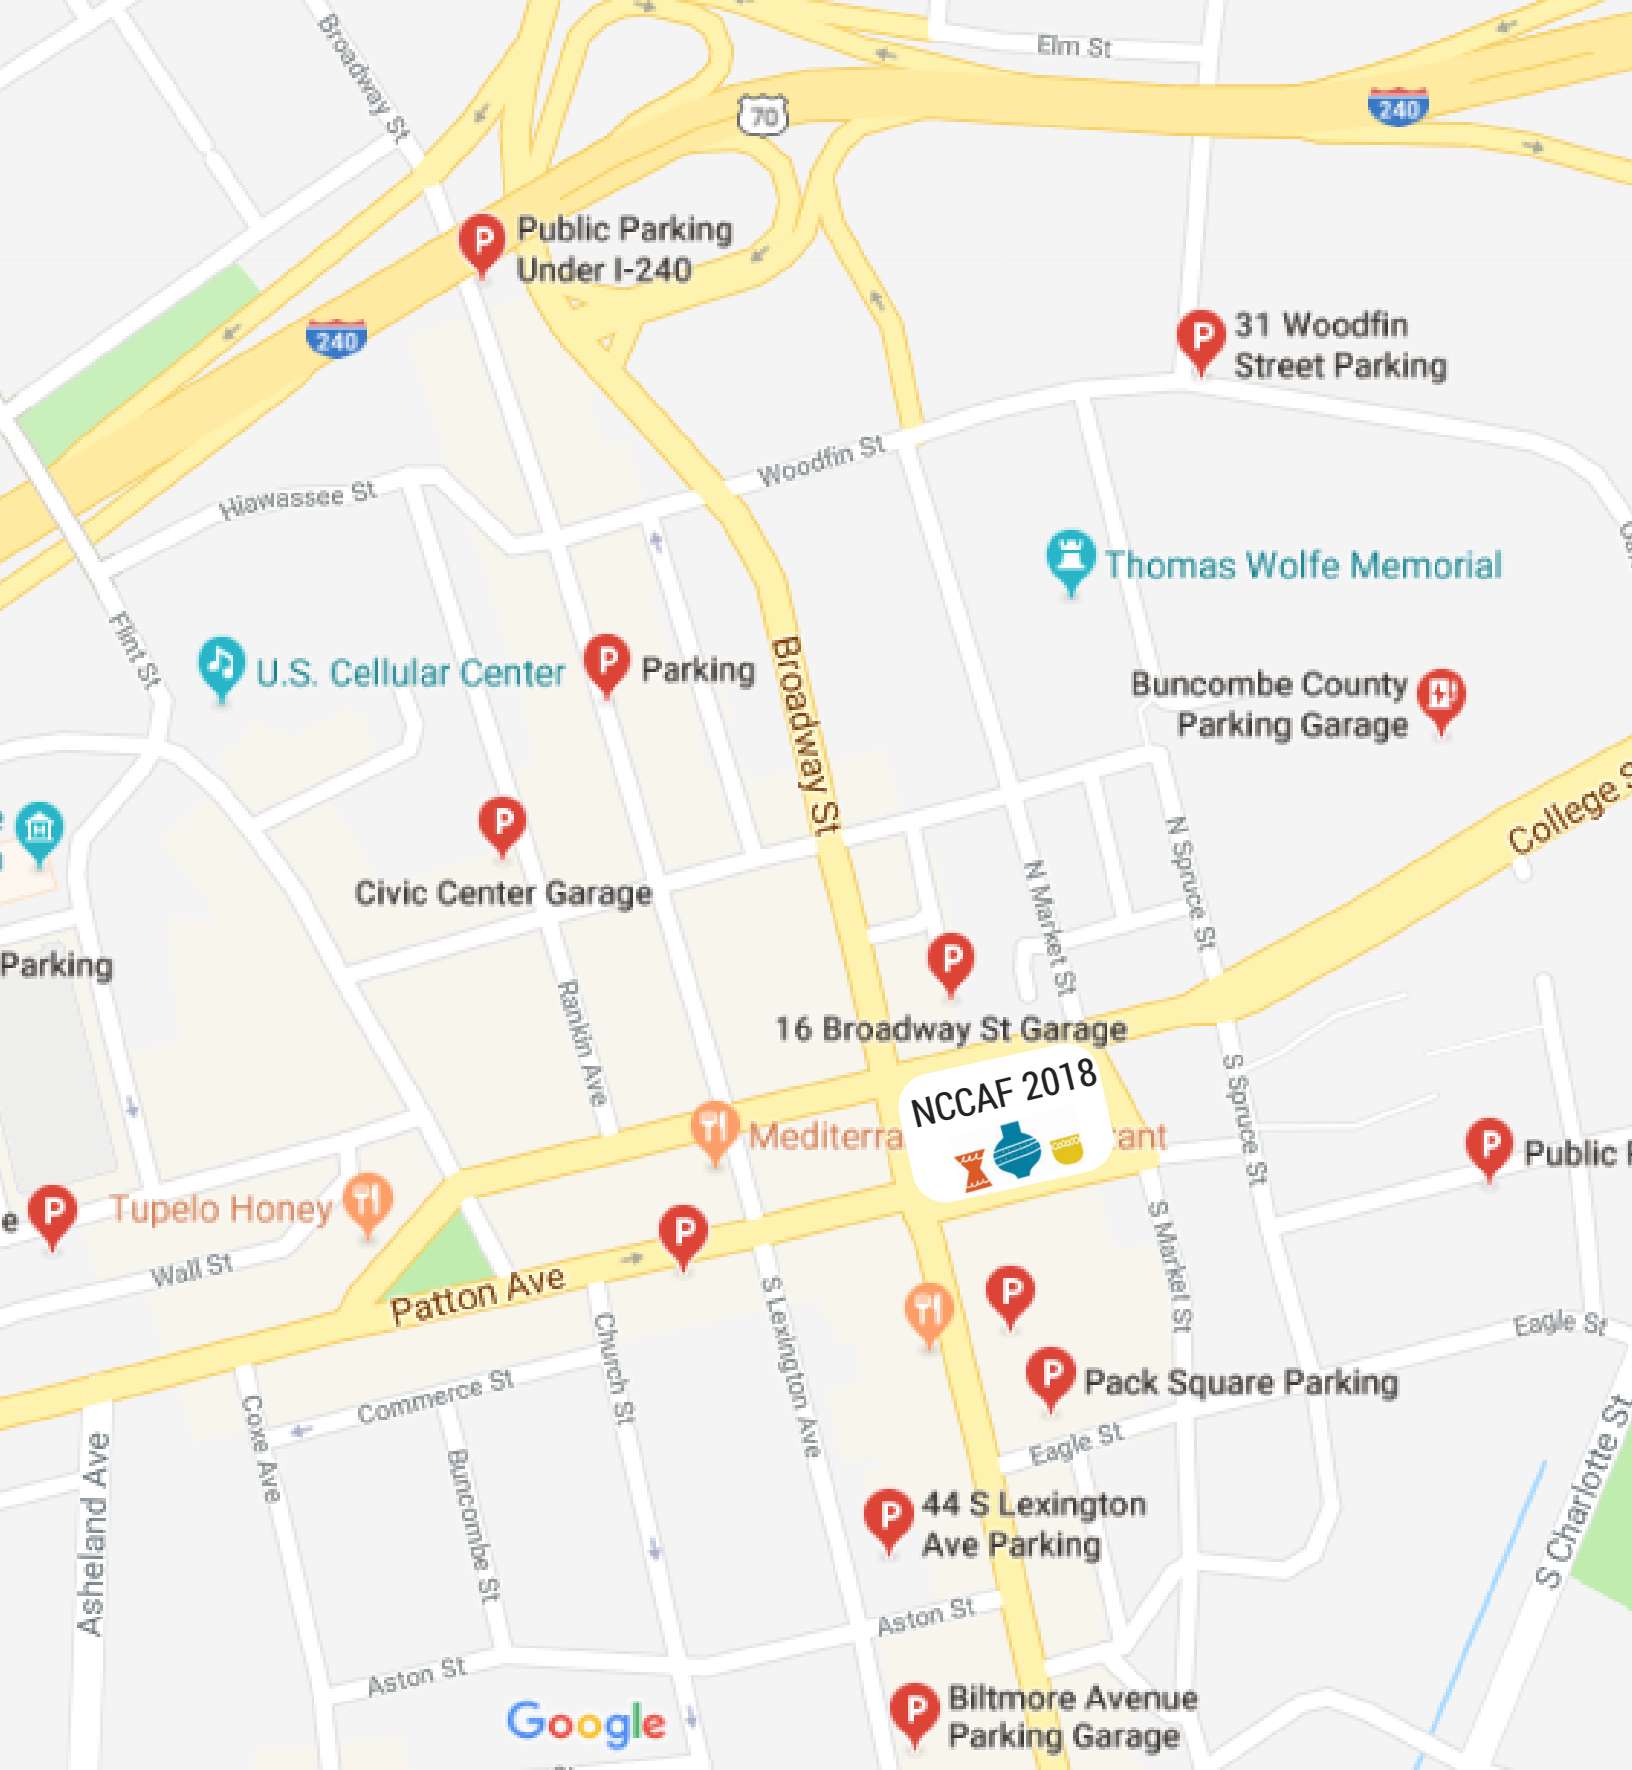 Broadway St
Elm St
70
240
Public Parking
Under I-240
240
31 Woodfin
Street Parking
Woodfin St
Hiawassee St
Thomas Wolfe Memorial
Flint St
U.S. Cellular Center
Parking
Broadway St
Buncombe County
Parking Garage
College S
Civic Center Garage
N Spruce St
N Market St
Parking
Rankin Ave
16 Broadway St Garage
NCCAF 2018
S Spruce St
Mediterra
rant
Public
e
Tupelo Honey
Wall St
Patton Ave
S Market St
S Lexington Ave
Church St
Eagle St
Commerce St
Pack Square Parking
Coxe Ave
Eagle St
Asheland Ave
Buncombe St
S Charlotte St
44 S Lexington
Ave Parking
Aston St
Aston St
Google
Biltmore Avenue
Parking Garage